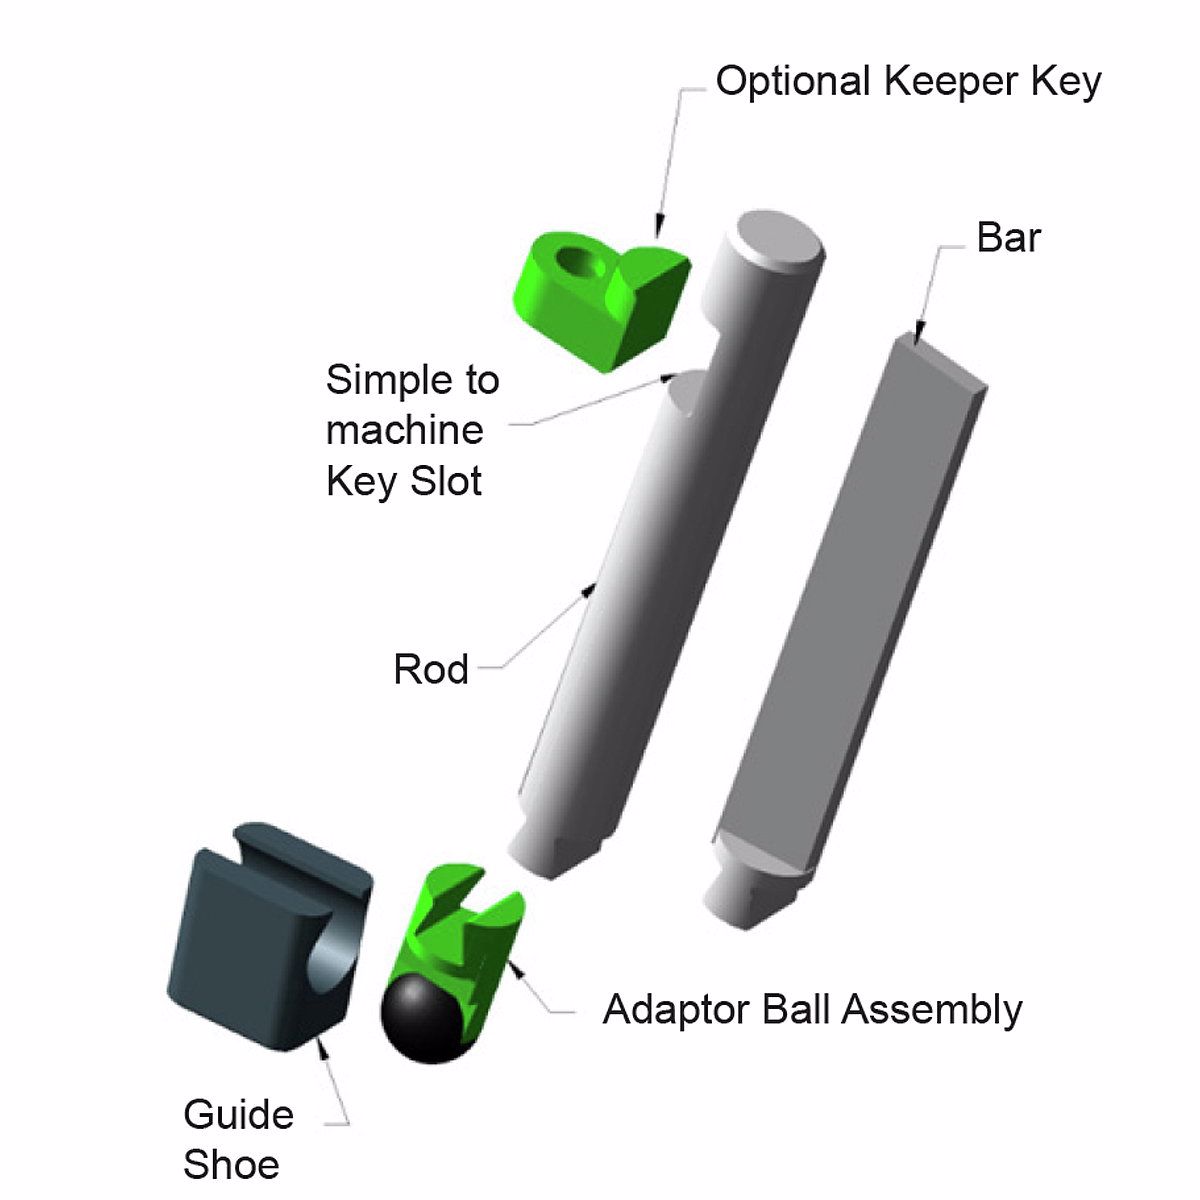 Optional Keeper Key
Bar
Simple to
machine
Key Slot
Rod
Adaptor Ball Assembly
Guide
Shoe